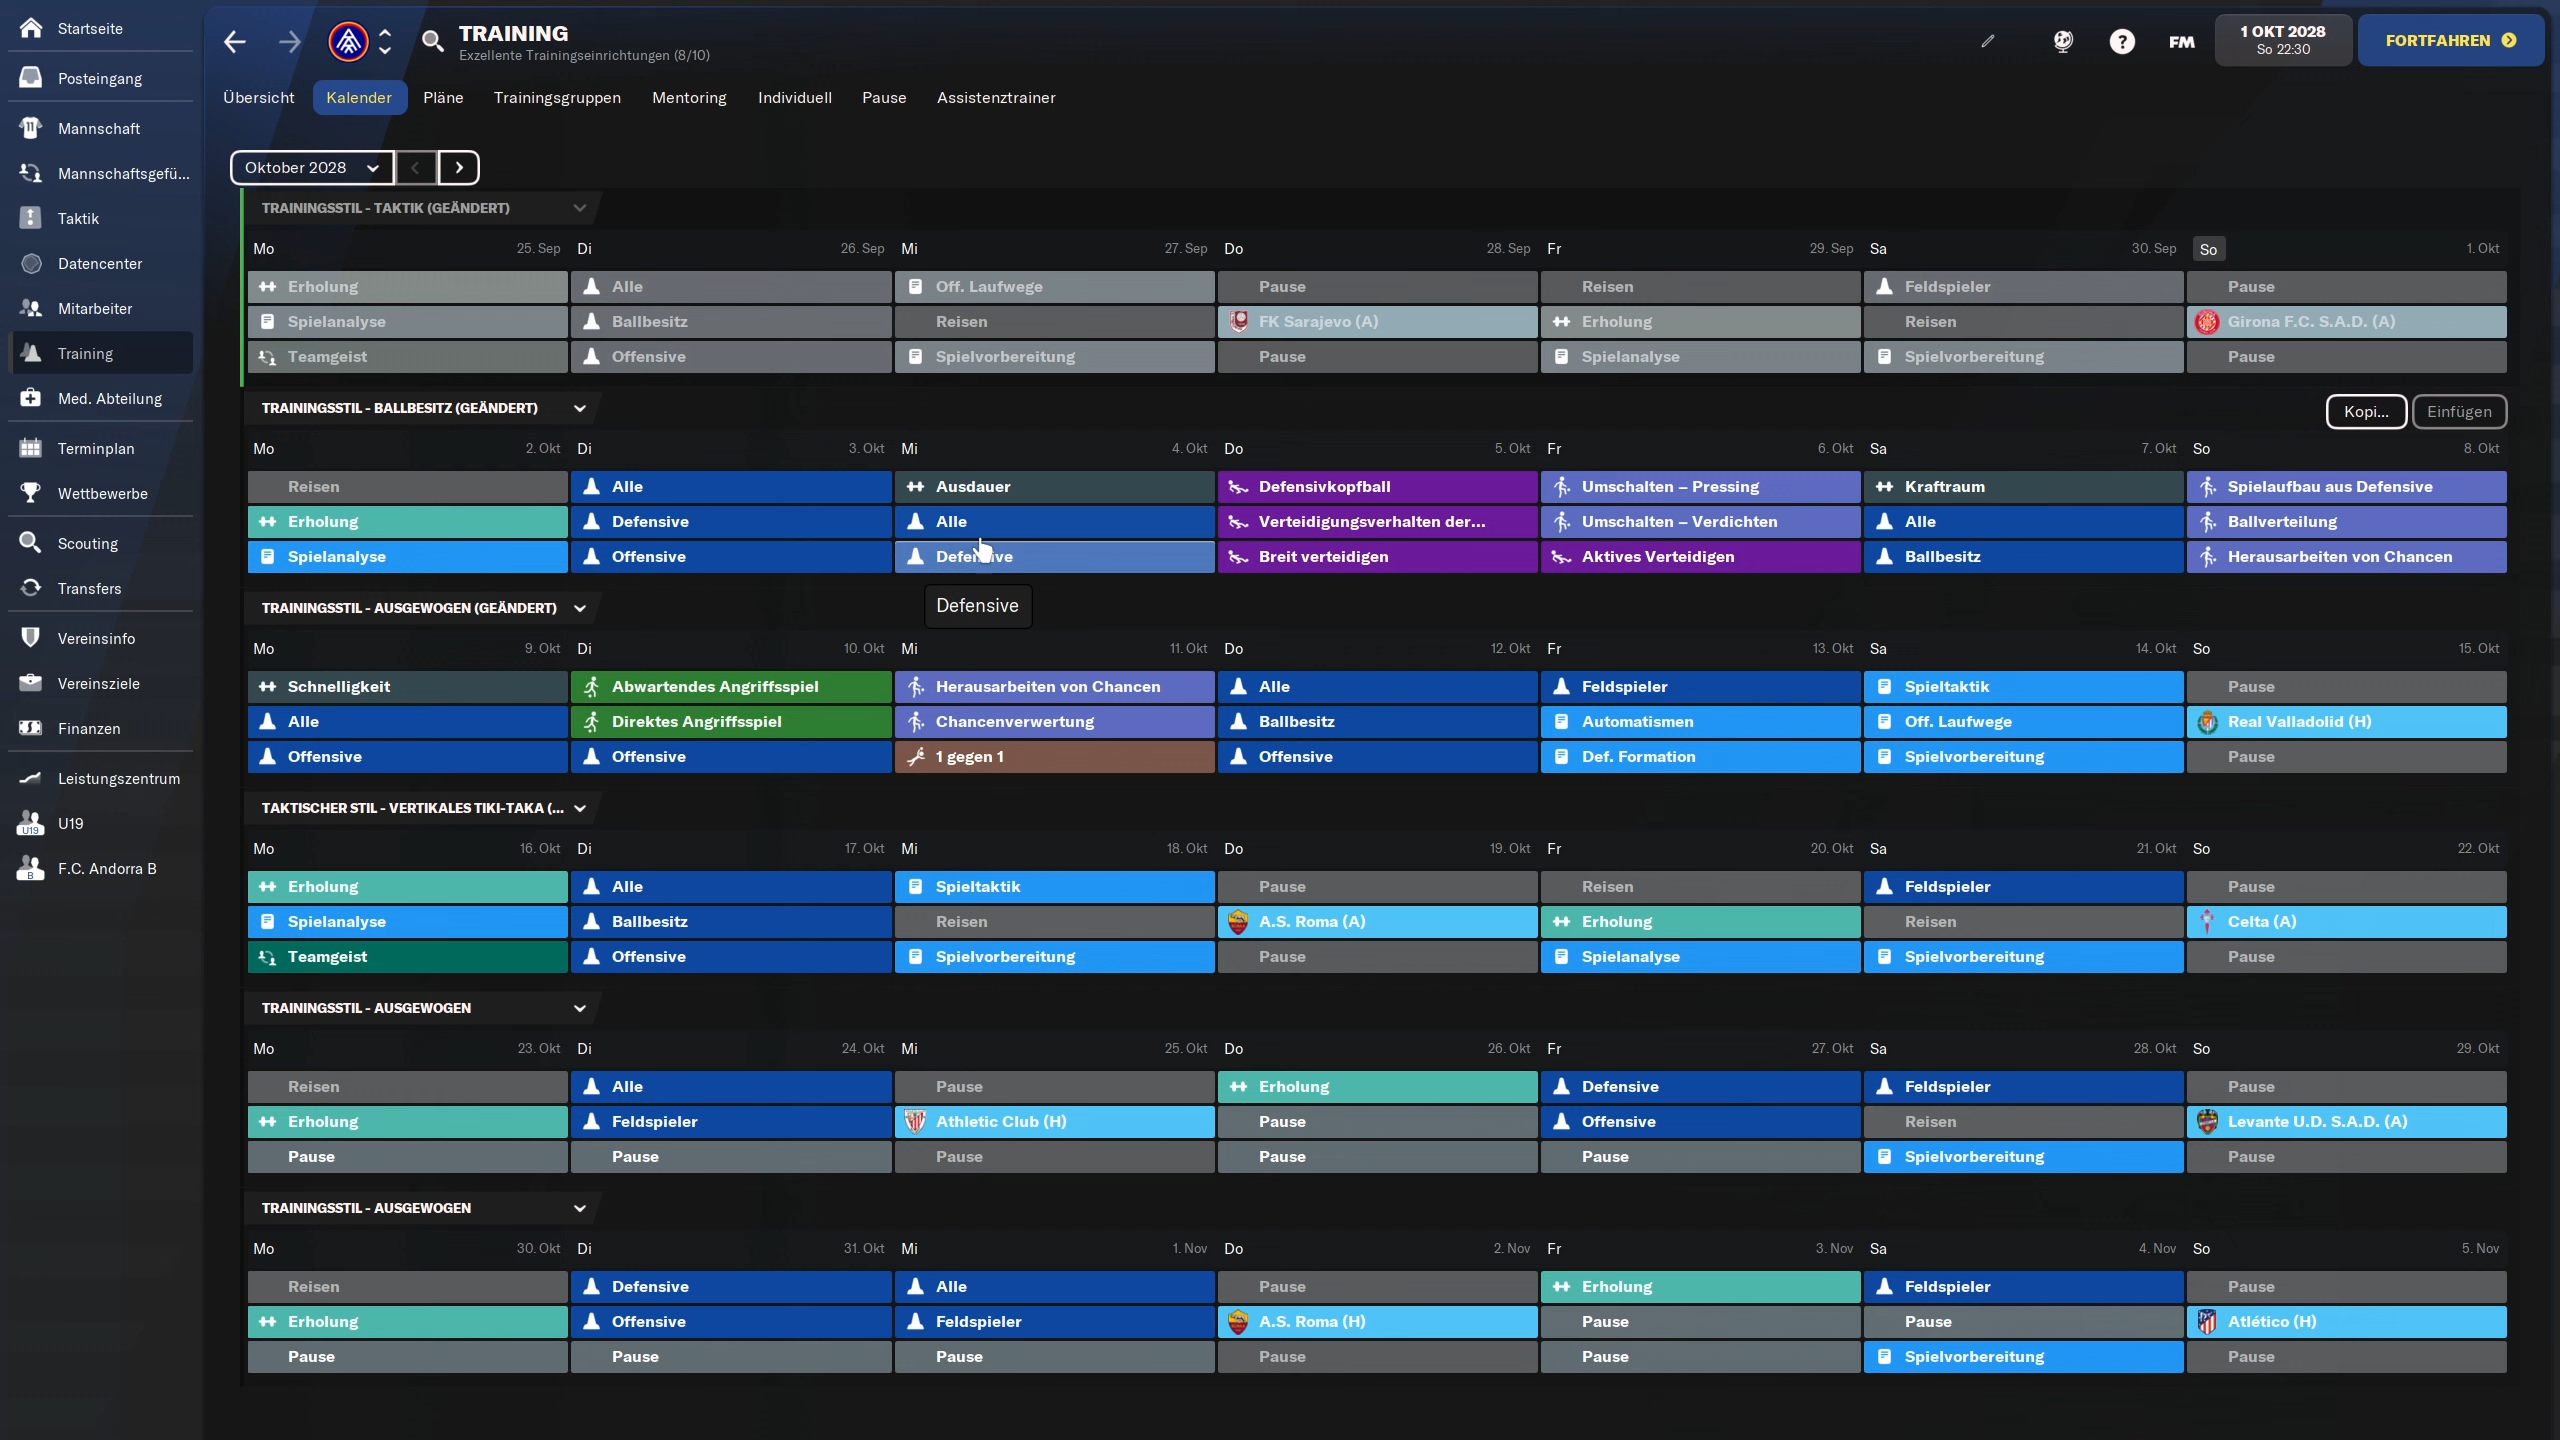 Startseite
Posteingang
Mannschaft
Mannschaftsgefü...
Taktik
Datencenter
Mitarbeiter
Training
Med. Abteilung
Terminplan
Wettbewerbe
Scouting
Transfers
Vereinsinfo
Vereinsziele
Finanzen
Leistungszentrum
U19
U19
B
F.C. Andorra B
TRAINING
Exzellente Trainingseinrichtungen (8/10)
?
FM
1 OKT 2028
So 22:30
FORTFAHREN
Übersicht Kalender Pläne Trainingsgruppen Mentoring Individuell Pause Assistenztrainer
Oktober 2028
TRAININGSSTIL - TAKTIK (GEÄNDERT)
Mo 25. Sep Di 26. Sep Mi 27. Sep Do 28. Sep Fr 29. Sep Sa 30. Sep So 1. Okt
Erholung Alle Off. Laufwege Pause Reisen Feldspieler Pause
Spielanalyse Ballbesitz Reisen FK Sarajevo (A) Erholung Reisen Girona F.C. S.A.D. (A)
Teamgeist Offensive Spielvorbereitung Pause Spielanalyse Spielvorbereitung Pause
TRAININGSSTIL - BALLBESITZ (GEÄNDERT) Kopi... Einfügen
Mo 2. Okt Di 3. Okt Mi 4. Okt Do 5. Okt Fr 6. Okt Sa 7. Okt So 8. Okt
Reisen Alle Ausdauer Defensivkopfball Umschalten – Pressing Kraftraum Spielaufbau aus Defensive
Erholung Defensive Alle Verteidigungsverhalten der... Umschalten – Verdichten Alle Ballverteilung
Spielanalyse Offensive Defensive Breit verteidigen Aktives Verteidigen Ballbesitz Herausarbeiten von Chancen
Defensive
TRAININGSSTIL - AUSGEWOGEN (GEÄNDERT)
Mo 9. Okt Di 10. Okt Mi 11. Okt Do 12. Okt Fr 13. Okt Sa 14. Okt So 15. Okt
Schnelligkeit Abwartendes Angriffsspiel Herausarbeiten von Chancen Alle Feldspieler Spieltaktik Pause
Alle Direktes Angriffsspiel Chancenverwertung Ballbesitz Automatismen Off. Laufwege Real Valladolid (H)
Offensive Offensive 1 gegen 1 Offensive Def. Formation Spielvorbereitung Pause
TAKTISCHER STIL - VERTIKALES TIKI-TAKA (...
Mo 16. Okt Di 17. Okt Mi 18. Okt Do 19. Okt Fr 20. Okt Sa 21. Okt So 22. Okt
Erholung Alle Spieltaktik Pause Reisen Feldspieler Pause
Spielanalyse Ballbesitz Reisen A.S. Roma (A) Erholung Reisen Celta (A)
Teamgeist Offensive Spielvorbereitung Pause Spielanalyse Spielvorbereitung Pause
TRAININGSSTIL - AUSGEWOGEN
Mo 23. Okt Di 24. Okt Mi 25. Okt Do 26. Okt Fr 27. Okt Sa 28. Okt So 29. Okt
Reisen Alle Pause Erholung Defensive Feldspieler Pause
Erholung Feldspieler Athletic Club (H) Pause Offensive Reisen Levante U.D. S.A.D. (A)
Pause Pause Pause Pause Pause Spielvorbereitung Pause
TRAININGSSTIL - AUSGEWOGEN
Mo 30. Okt Di 31. Okt Mi 1. Nov Do 2. Nov Fr 3. Nov Sa 4. Nov So 5. Nov
Reisen Defensive Alle Pause Erholung Feldspieler Pause
Erholung Offensive Feldspieler A.S. Roma (H) Pause Pause Atlético (H)
Pause Pause Pause Pause Pause Spielvorbereitung Pause